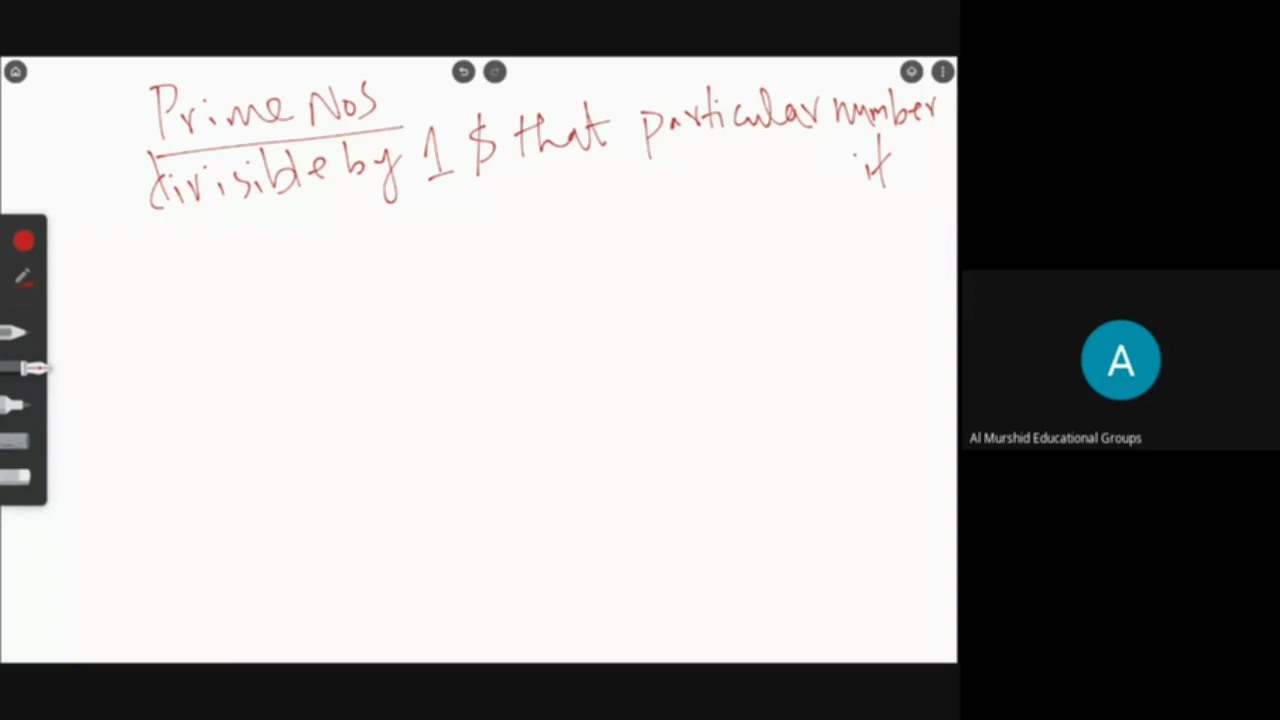 Prime Nos
divisible by 1 & that particular number
it
A
Al Murshid Educational Groups